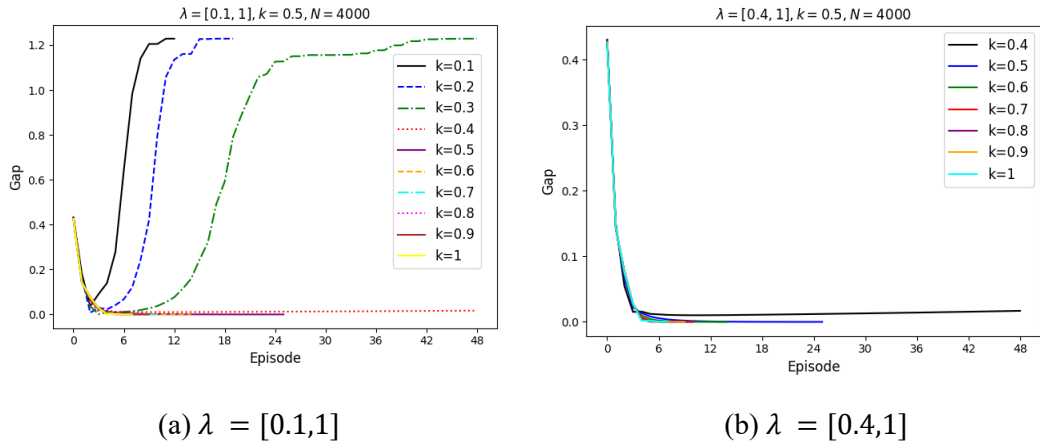 λ = [0.1, 1], k = 0.5, N = 4000
1.2
1.0
0.8
0.6
0.4
0.2
0.0
Gap
k=0.1
k=0.2
k=0.3
k=0.4
k=0.5
k=0.6
k=0.7
k=0.8
k=0.9
k=1
0 6 12 18 24 30 36 42 48
Episode
(a) λ = [0.1,1]
λ = [0.4, 1], k = 0.5, N = 4000
0.4
0.3
0.2
0.1
0.0
Gap
k=0.4
k=0.5
k=0.6
k=0.7
k=0.8
k=0.9
k=1
0 6 12 18 24 30 36 42 48
Episode
(b) λ = [0.4,1]